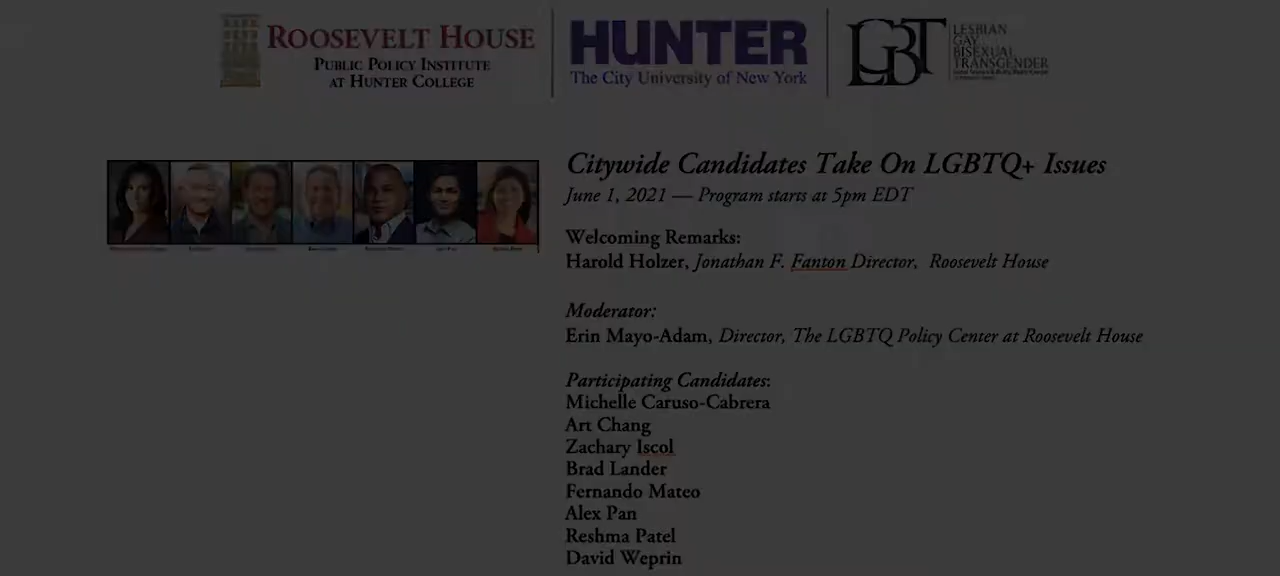 ROOSEVELT HOUSE
PUBLIC POLICY INSTITUTE
AT HUNTER COLLEGE
HUNTER
The City University of New York
LGBT
LESBIAN
GAY
BISEXUAL
TRANSGENDER
Citywide Candidates Take On LGBTQ+ Issues
June 1, 2021 — Program starts at 5pm EDT
Welcoming Remarks:
Harold Holzer, Jonathan F. Fanton Director, Roosevelt House
Moderator:
Erin Mayo-Adam, Director, The LGBTQ Policy Center at Roosevelt House
Participating Candidates:
Michelle Caruso-Cabrera
Art Chang
Zachary Iscol
Brad Lander
Fernando Mateo
Alex Pan
Reshma Patel
David Weprin